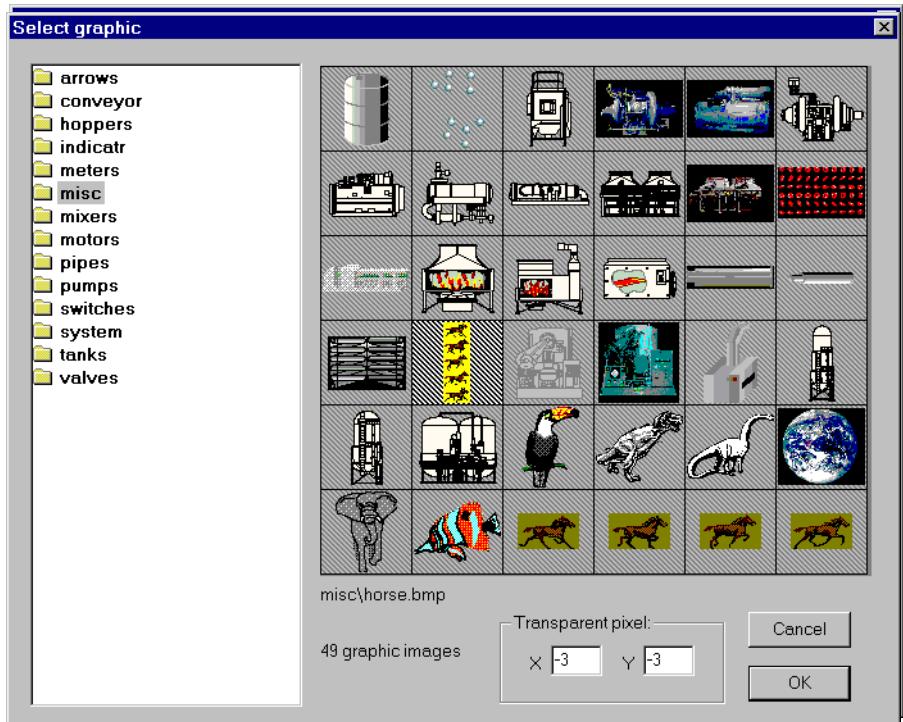 Select graphic
arrows
conveyor
hoppers
indicatr
meters
misc
mixers
motors
pipes
pumps
switches
system
tanks
valves
misc\horse.bmp
49 graphic images
Transparent pixel:
X -3 Y -3
Cancel
OK